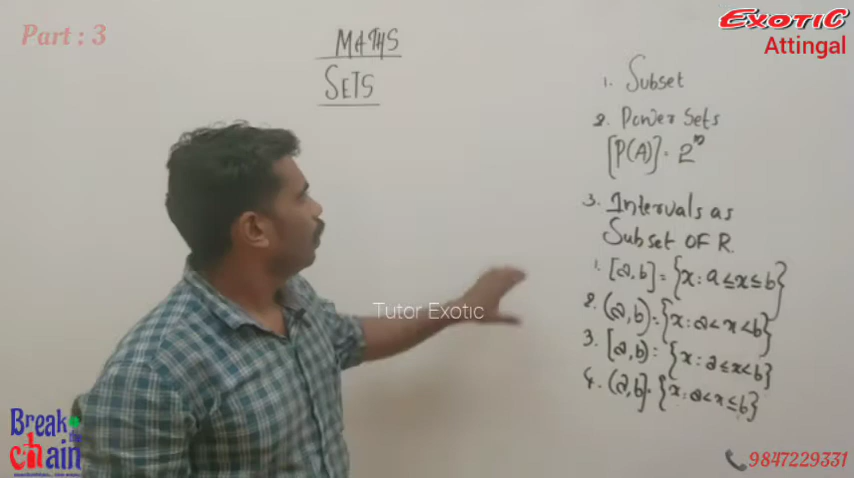 Part : 3
EXOTIC
Attingal
MATHS
SETS
1. Subset
2. Power Sets
[P(A)] = 2ⁿ
3. Intervals as
Subset OF R
1. [a,b] = {x : a ≤ x ≤ b}
2. (a,b) = {x : a < x < b}
3. [a,b) = {x : a ≤ x < b}
4. (a,b] = {x : a < x ≤ b}
Tutor Exotic
Break
the
chain
9847229331